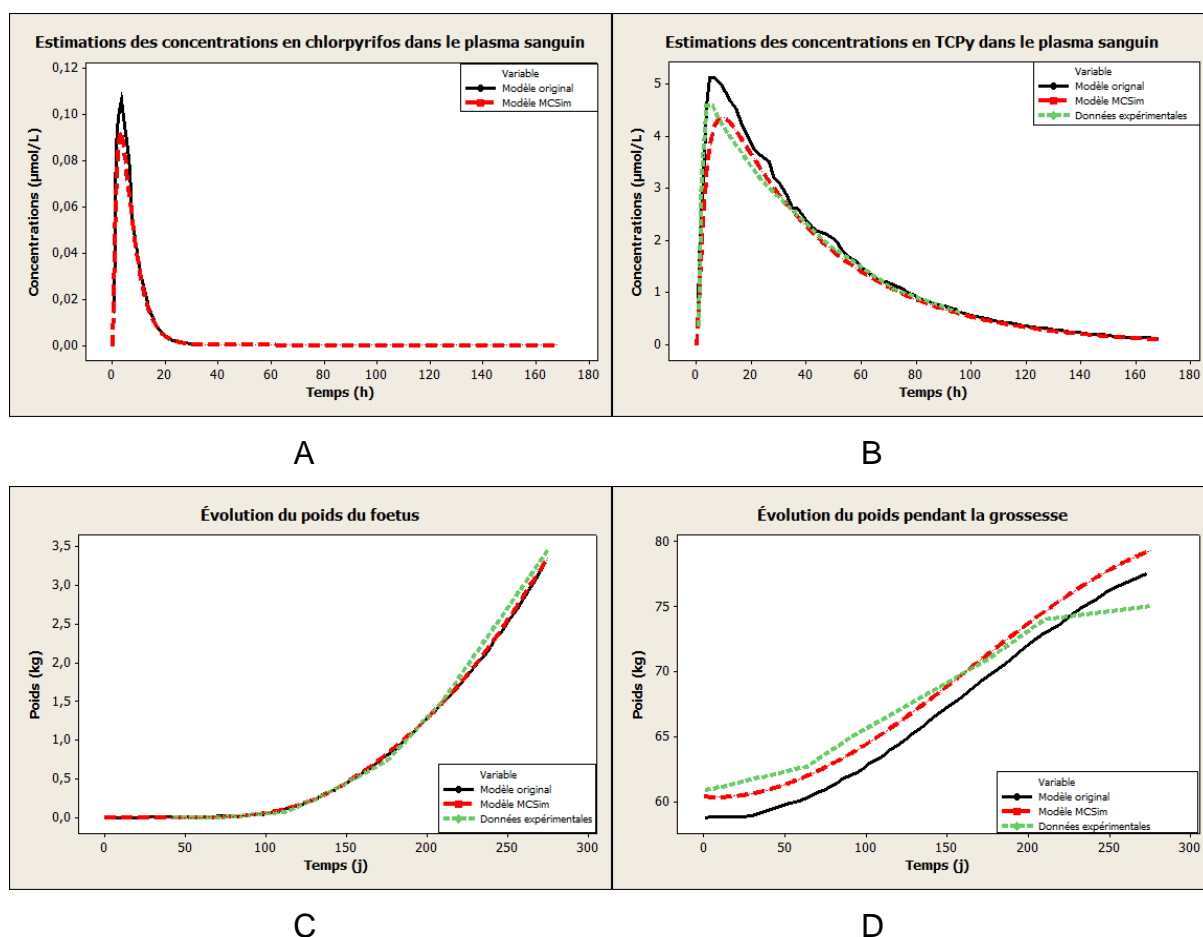 Estimations des concentrations en chlorpyrifos dans le plasma sanguin
Concentrations (µmol/L)
0,12
0,10
0,08
0,06
0,04
0,02
0,00
0 20 40 60 80 100 120 140 160 180
Temps (h)
Variable
Modèle original
Modèle MCSim
A
Estimations des concentrations en TCPy dans le plasma sanguin
Concentrations (µmol/L)
5
4
3
2
1
0
0 20 40 60 80 100 120 140 160 180
Temps (h)
Variable
Modèle orignal
Modèle MCSim
Données expérimentales
B
Évolution du poids du foetus
Poids (kg)
3,5
3,0
2,5
2,0
1,5
1,0
0,5
0,0
0 50 100 150 200 250 300
Temps (j)
Variable
Modèle original
Modèle MCSim
Données expérimentales
C
Évolution du poids pendant la grossesse
Poids (kg)
80
75
70
65
60
0 50 100 150 200 250 300
Temps (j)
Variable
Modèle original
Modèle MCSim
Données expérimentales
D